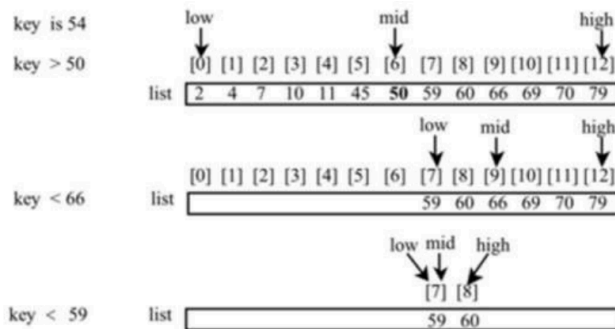 key is 54
low mid high
key > 50 [0] [1] [2] [3] [4] [5] [6] [7] [8] [9] [10] [11] [12]
list 2 4 7 10 11 45 50 59 60 66 69 70 79
low mid high
[0] [1] [2] [3] [4] [5] [6] [7] [8] [9] [10] [11] [12]
key < 66 list 59 60 66 69 70 79
low mid high
[7] [8]
key < 59 list 59 60